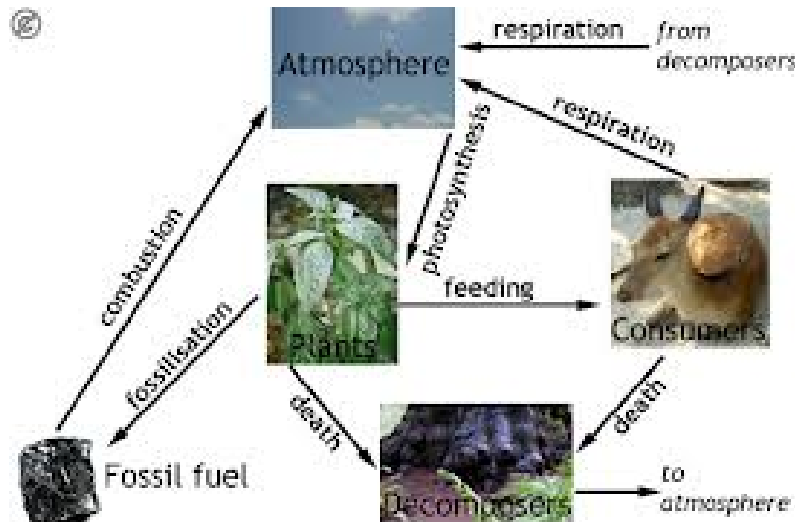 respiration
from
decomposers
Atmosphere
respiration
photosynthesis
combustion
feeding
Plants
Consumers
fossilisation
death
death
Fossil fuel
Decomposers
to
atmosphere